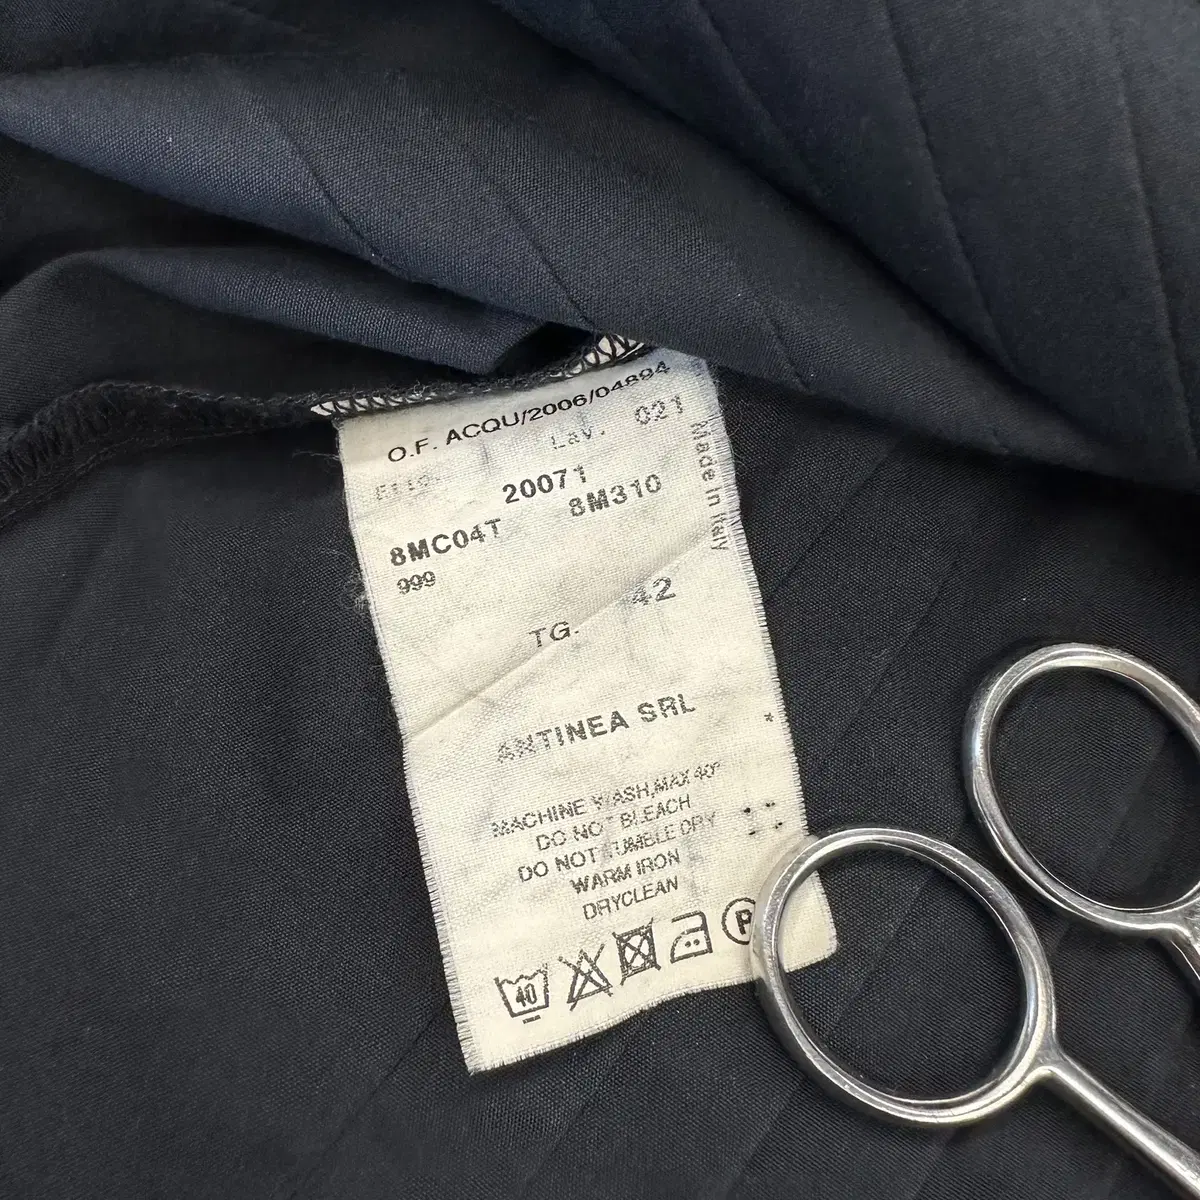 O.F. ACQU/2006/04894
Lav. 021
20071
8MC04T 8M310
999
Made in Italy
TG. 42
ANTINEA SRL
MACHINE WASH,MAX 40°
DO NOT BLEACH
DO NOT TUMBLE DRY
WARM IRON
DRYCLEAN
40
P